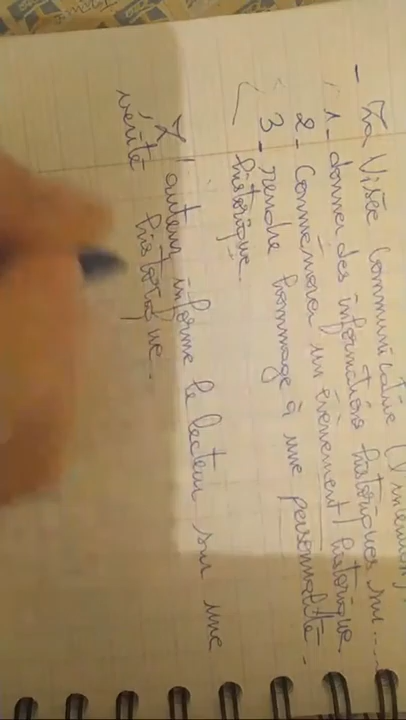 - La Visée Communicative (l'intention)
1 - donner des informations historiques sur ....
2 - Commémorer un événement historique.
3 - rendre hommage à une personnalité
historique.
L'auteur informe le lecteur sur une
vérité historique.